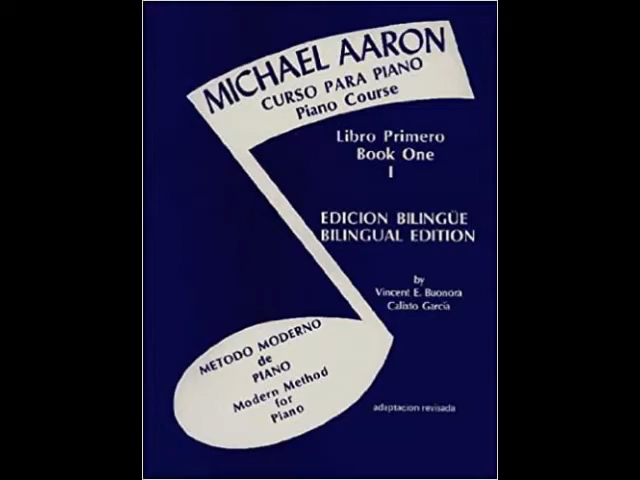 MICHAEL AARON
CURSO PARA PIANO
Piano Course
Libro Primero
Book One
I
EDICION BILINGÜE
BILINGUAL EDITION
by
Vincent E. Buonora
Calixto Garcia
METODO MODERNO
de
PIANO
Modern Method
for
Piano
adaptacion revisada